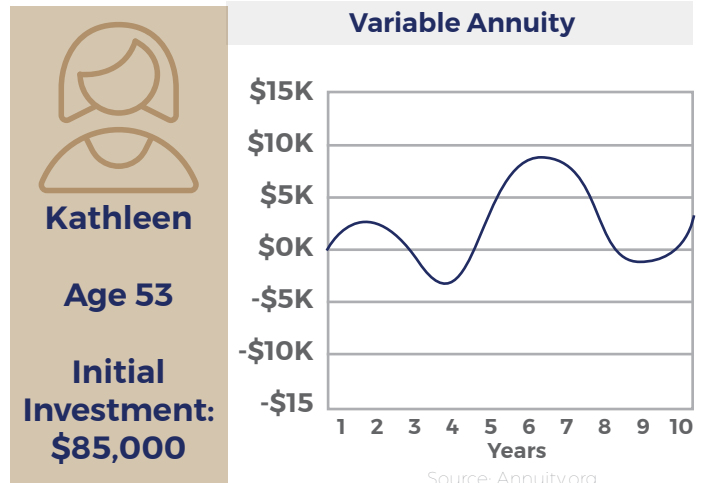 Variable Annuity
Kathleen
Age 53
Initial
Investment:
$85,000
$15K
$10K
$5K
$0K
-$5K
-$10K
-$15
1 2 3 4 5 6 7 8 9 10
Years
Source: Annuity.org